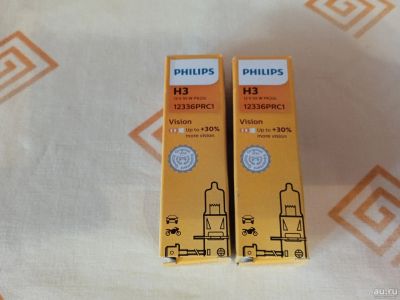 PHILIPS
H3
12336PRC1
Vision
Up to +30%
more vision
PHILIPS
H3
12336PRC1
Vision
Up to +30%
more vision
au.ru